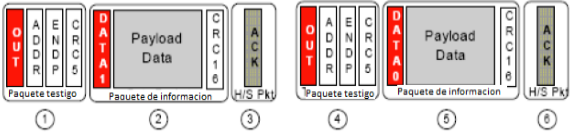 OUT
ADDR
ENDP
CRC5
Paquete testigo
DATA1
Payload
Data
CRC16
Paquete de informacion
ACK
H/S Pkt
OUT
ADDR
ENDP
CRC5
Paquete testigo
DATA0
Payload
Data
CRC16
Paquete de informacion
ACK
H/S Pkt
1
2
3
4
5
6